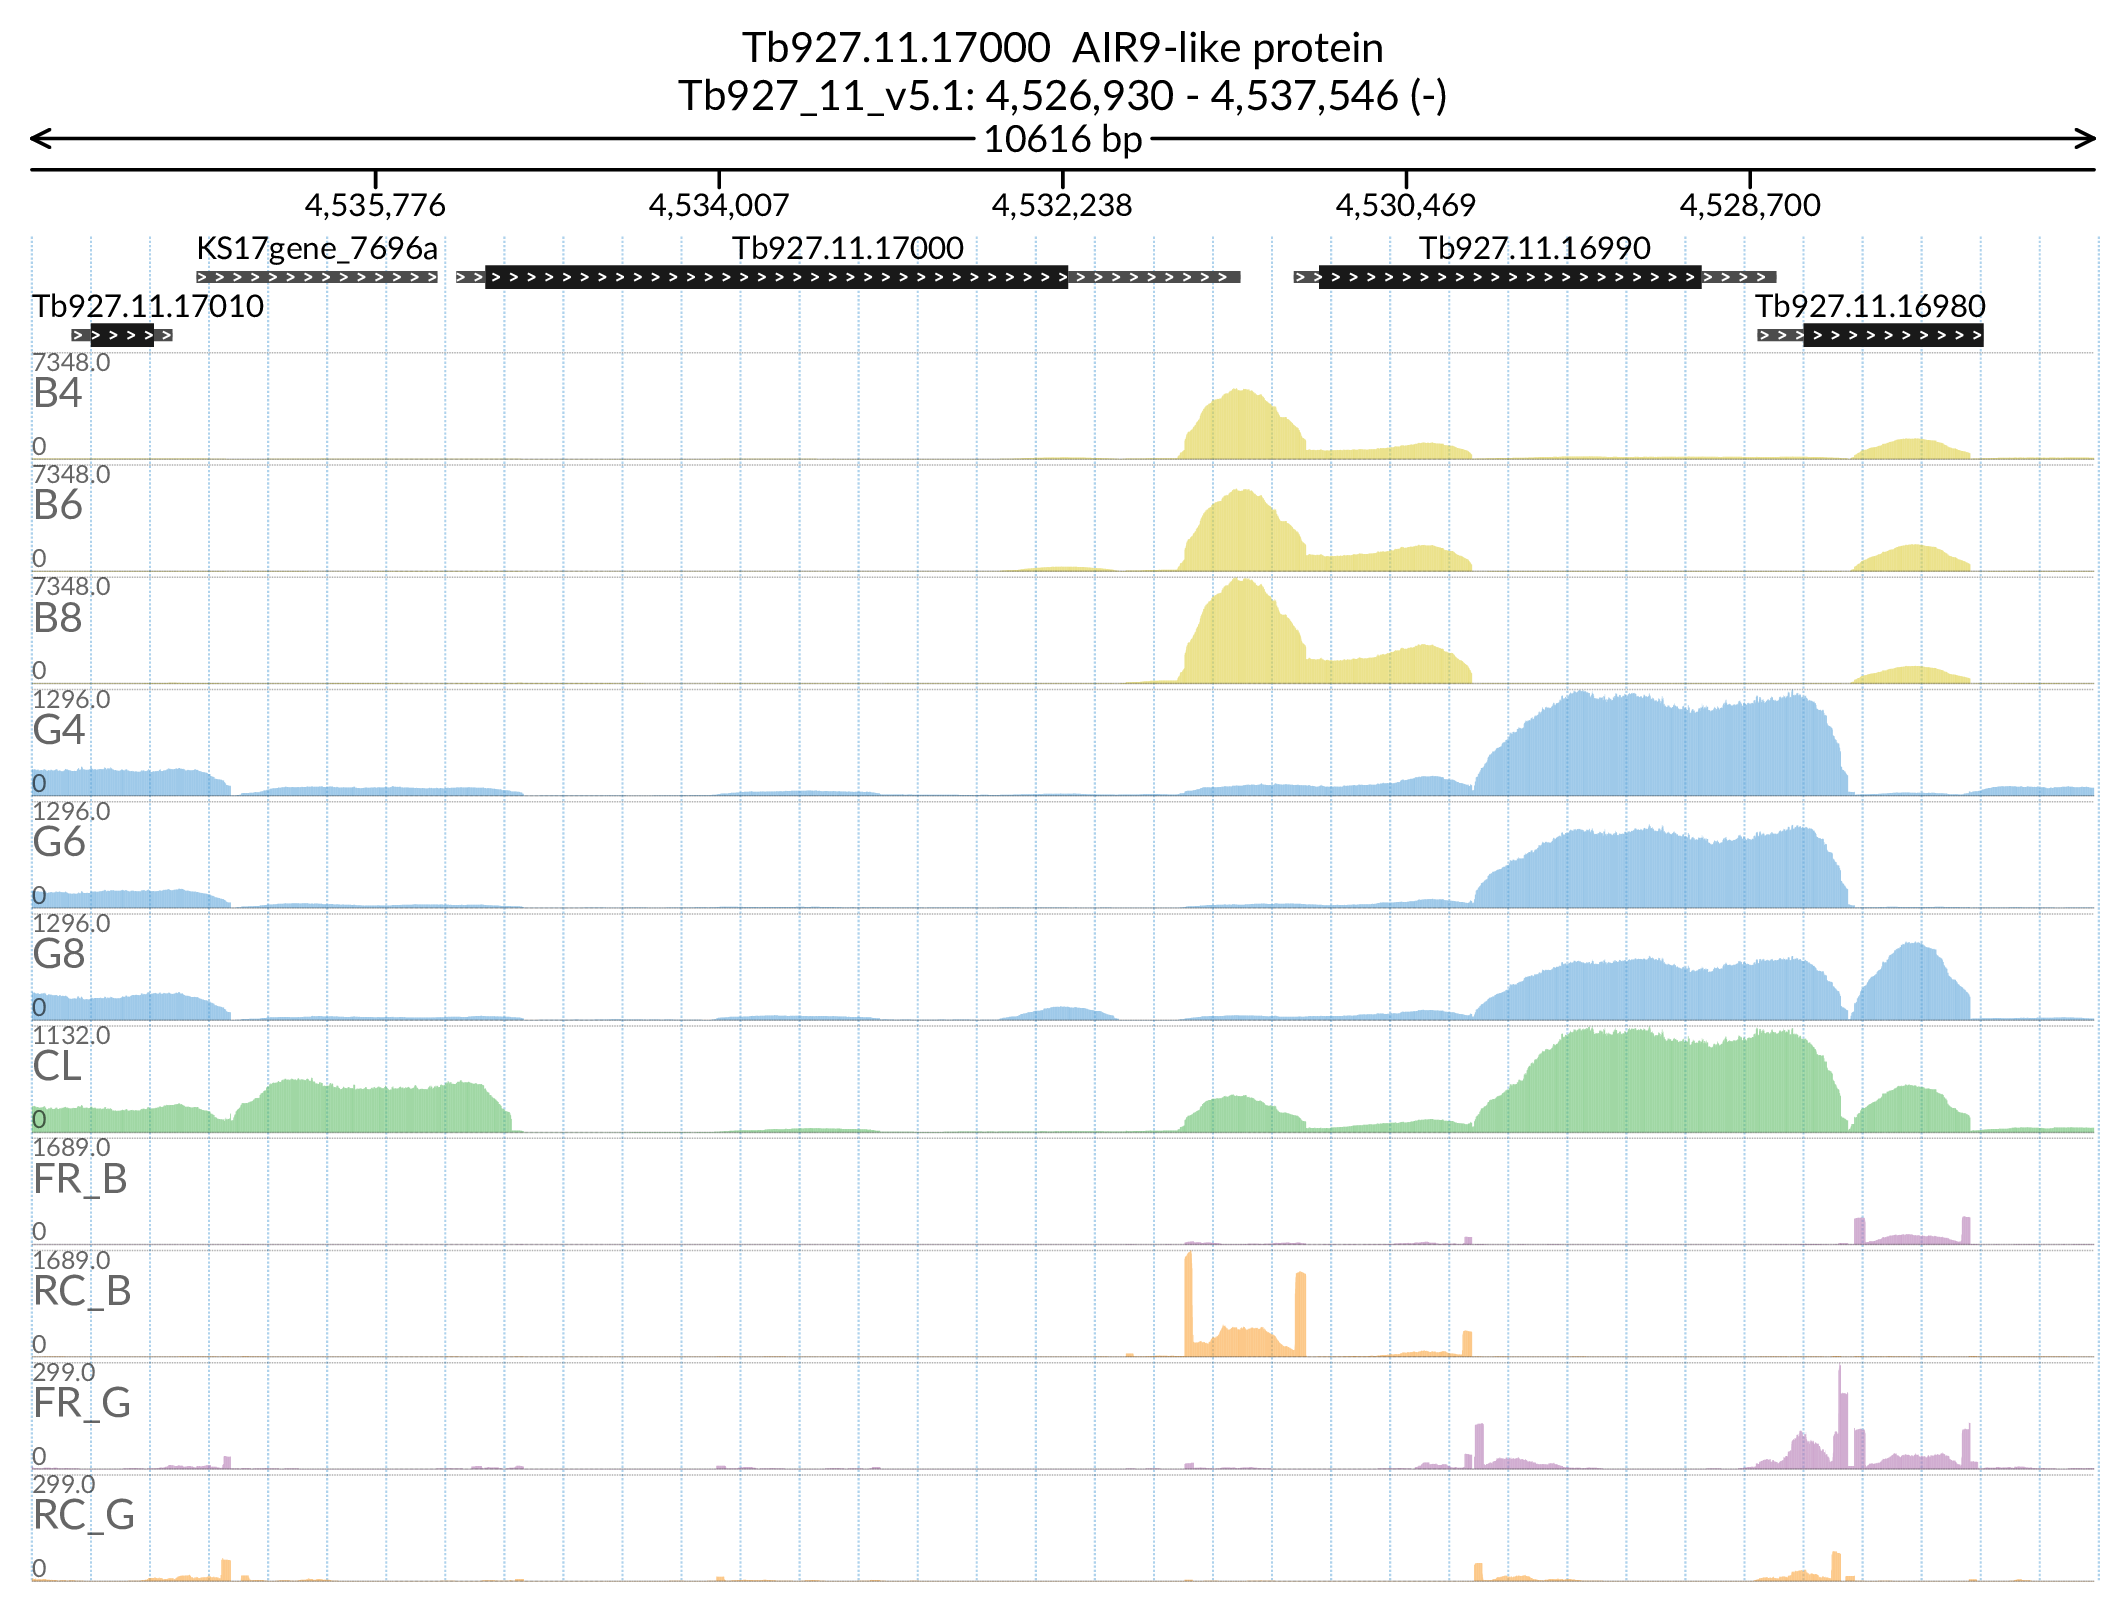 Tb927.11.17000  AIR9-like protein
Tb927_11_v5.1: 4,526,930 - 4,537,546 (-)
10616 bp
4,535,776 4,534,007 4,532,238 4,530,469 4,528,700
KS17gene_7696a Tb927.11.17000 Tb927.11.16990
Tb927.11.17010 Tb927.11.16980
7348.0
B4
0
7348.0
B6
0
7348.0
B8
0
1296.0
G4
0
1296.0
G6
0
1296.0
G8
0
1132.0
CL
0
1689.0
FR_B
0
1689.0
RC_B
0
299.0
FR_G
0
299.0
RC_G
0